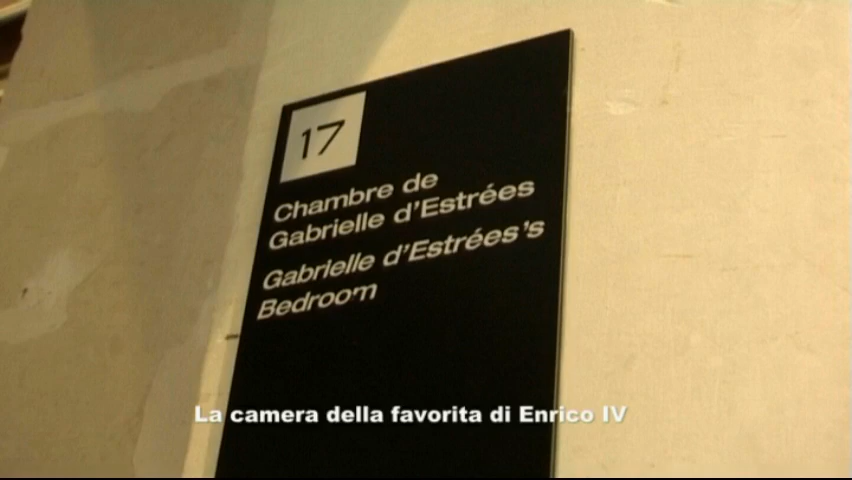 17
Chambre de
Gabrielle d'Estrées
Gabrielle d'Estrées's
Bedroom
La camera della favorita di Enrico IV